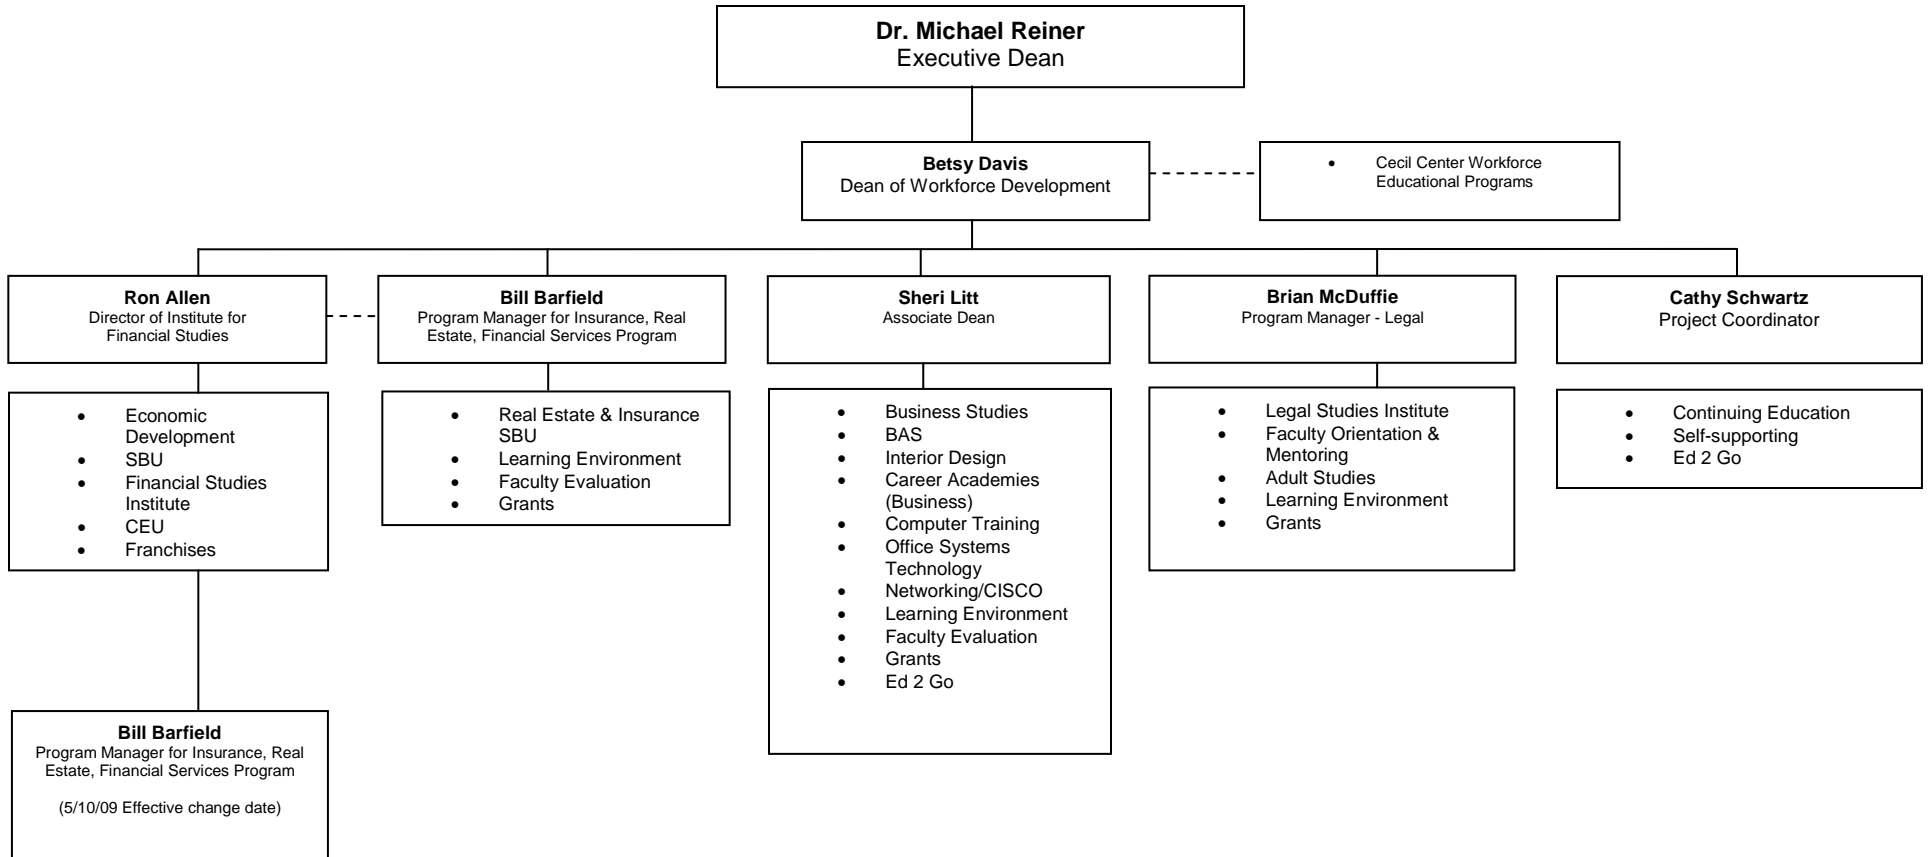 Dr. Michael Reiner
Executive Dean
Betsy Davis
Dean of Workforce Development
• Cecil Center Workforce
Educational Programs
Ron Allen
Director of Institute for
Financial Studies
Bill Barfield
Program Manager for Insurance, Real
Estate, Financial Services Program
Sheri Litt
Associate Dean
Brian McDuffie
Program Manager - Legal
Cathy Schwartz
Project Coordinator
• Economic
Development
• SBU
• Financial Studies
Institute
• CEU
• Franchises
• Real Estate & Insurance
SBU
• Learning Environment
• Faculty Evaluation
• Grants
• Business Studies
• BAS
• Interior Design
• Career Academies
(Business)
• Computer Training
• Office Systems
Technology
• Networking/CISCO
• Learning Environment
• Faculty Evaluation
• Grants
• Ed 2 Go
• Legal Studies Institute
• Faculty Orientation &
Mentoring
• Adult Studies
• Learning Environment
• Grants
• Continuing Education
• Self-supporting
• Ed 2 Go
Bill Barfield
Program Manager for Insurance, Real
Estate, Financial Services Program
(5/10/09 Effective change date)